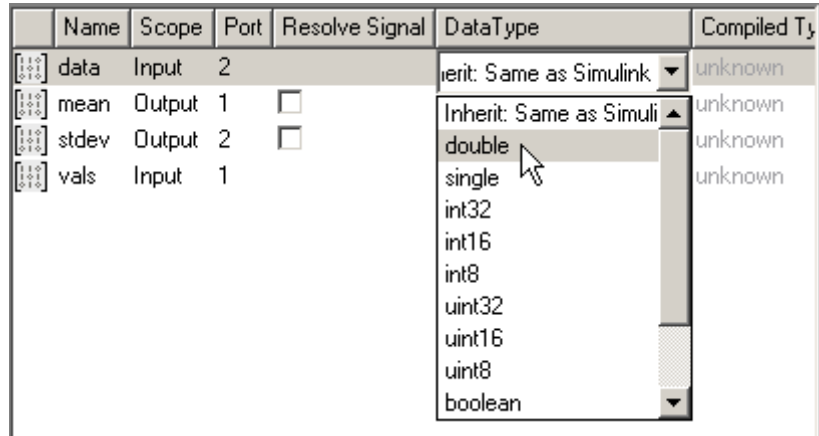 Name Scope Port Resolve Signal DataType Compiled Ty
data Input 2 erit: Same as Simulink unknown
mean Output 1 Inherit: Same as Simuli unknown
double
stdev Output 2 unknown
single
vals Input 1 unknown
int32
int16
int8
uint32
uint16
uint8
boolean